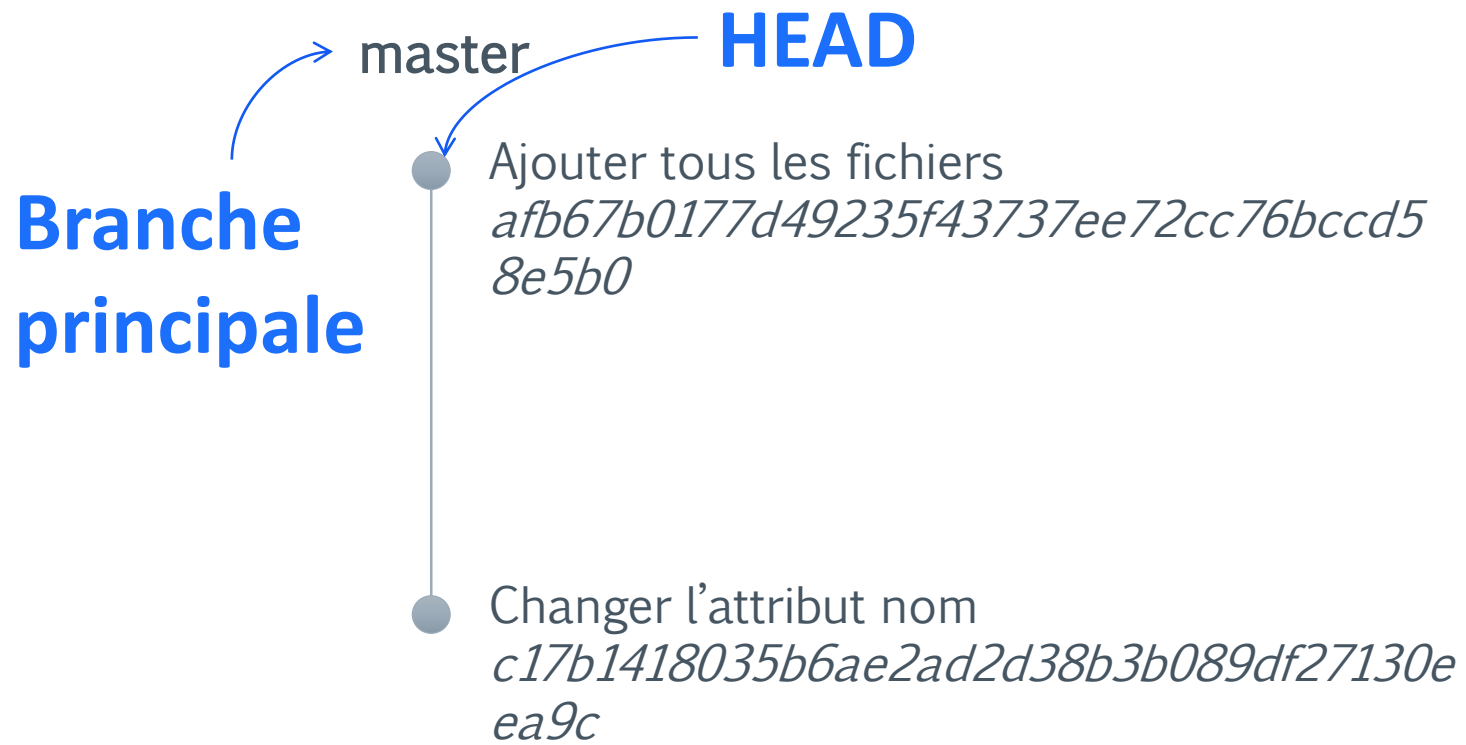 master
HEAD
Branche
principale
Ajouter tous les fichiers
afb67b0177d49235f43737ee72cc76bccd5
8e5b0
Changer l’attribut nom
c17b1418035b6ae2ad2d38b3b089df27130e
ea9c